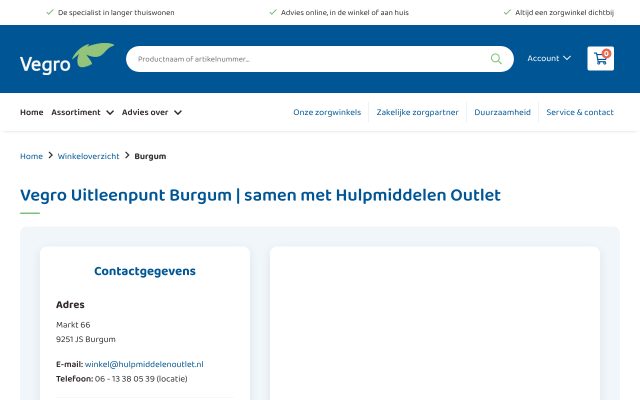 De specialist in langer thuiswonen
Advies online, in de winkel of aan huis
Altijd een zorgwinkel dichtbij
Vegro
Productnaam of artikelnummer...
Account
0
Home
Assortiment
Advies over
Onze zorgwinkels
Zakelijke zorgpartner
Duurzaamheid
Service & contact
Home
Winkeloverzicht
Burgum
Vegro Uitleenpunt Burgum | samen met Hulpmiddelen Outlet
Contactgegevens
Adres
Markt 66
9251 JS Burgum
E-mail: winkel@hulpmiddelenoutlet.nl
Telefoon: 06 - 13 38 05 39 (locatie)